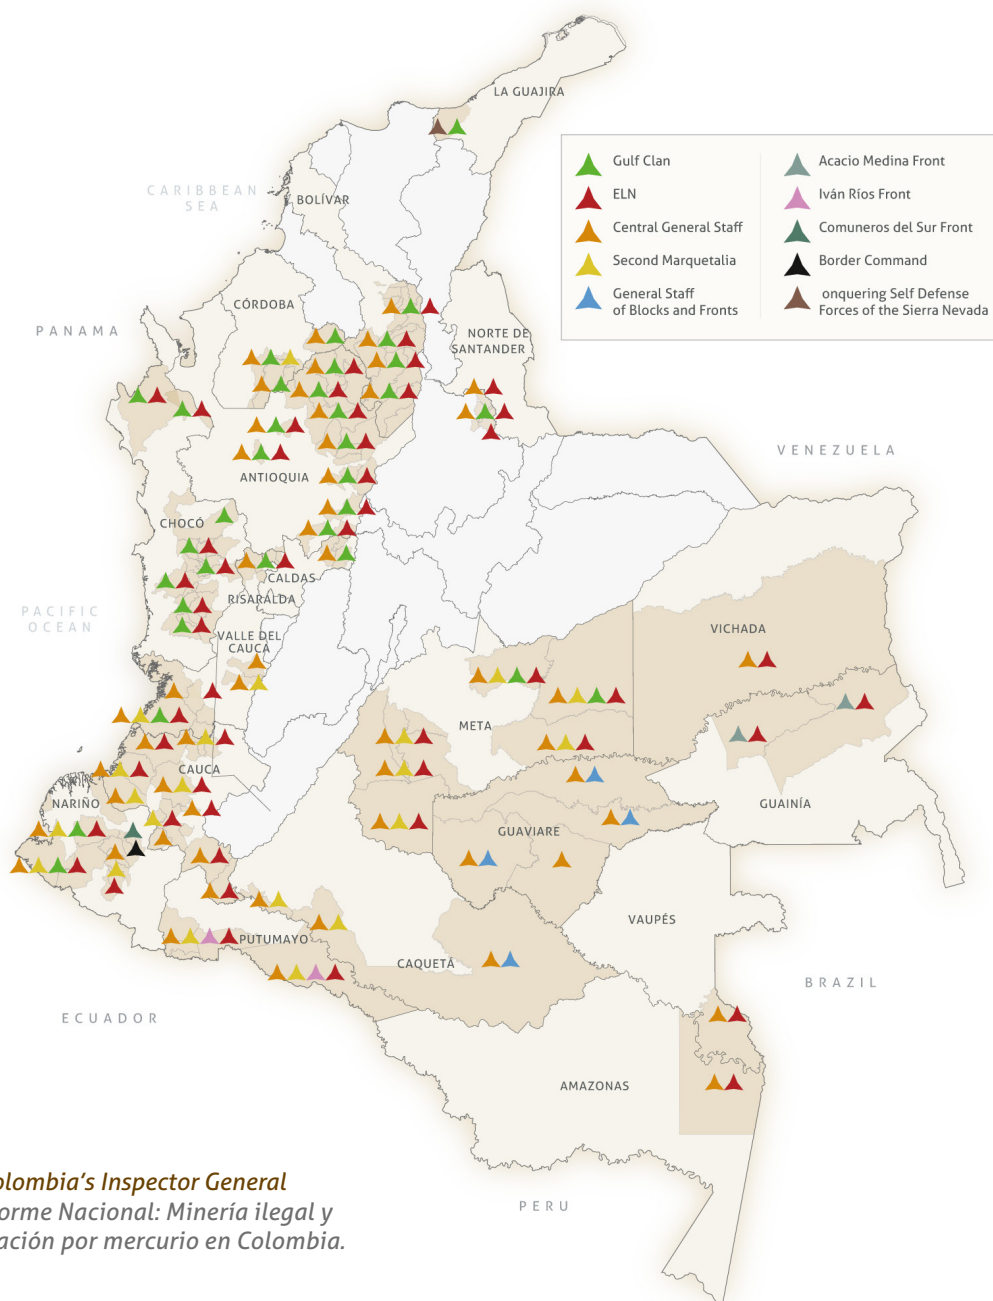 LA GUAJIRA
Gulf Clan
ELN
Central General Staff
Second Marquetalia
General Staff
of Blocks and Fronts
Acacio Medina Front
Iván Ríos Front
Comuneros del Sur Front
Border Command
onquering Self Defense
Forces of the Sierra Nevada
CARIBBEAN
SEA
BOLÍVAR
CÓRDOBA
PANAMA
NORTE DE
SANTANDER
VENEZUELA
ANTIOQUIA
CHOCÓ
CALDAS
RISARALDA
PACIFIC
OCEAN
VALLE DEL
CAUCA
VICHADA
META
CAUCA
NARIÑO
GUAINÍA
GUAVIARE
VAUPÉS
PUTUMAYO
CAQUETÁ
BRAZIL
ECUADOR
AMAZONAS
PERU
olombia's Inspector General
orme Nacional: Minería ilegal y
ación por mercurio en Colombia.